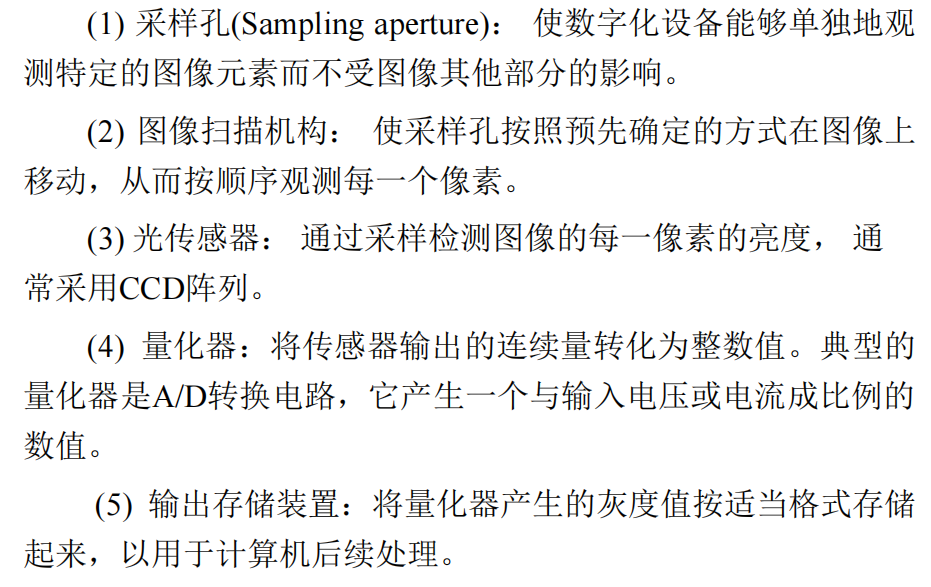 (1) 采样孔(Sampling aperture)： 使数字化设备能够单独地观
测特定的图像元素而不受图像其他部分的影响。
(2) 图像扫描机构： 使采样孔按照预先确定的方式在图像上
移动，从而按顺序观测每一个像素。
(3) 光传感器： 通过采样检测图像的每一像素的亮度， 通
常采用CCD阵列。
(4) 量化器：将传感器输出的连续量转化为整数值。典型的
量化器是A/D转换电路，它产生一个与输入电压或电流成比例的
数值。
(5) 输出存储装置：将量化器产生的灰度值按适当格式存储
起来，以用于计算机后续处理。